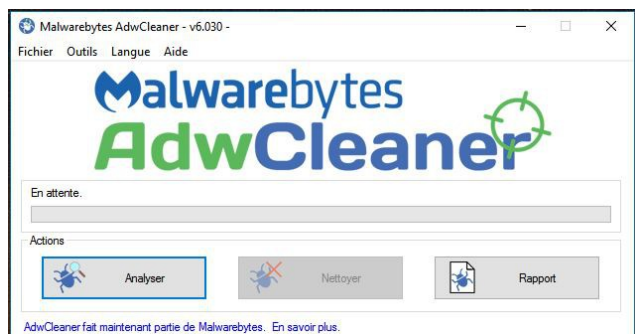 Malwarebytes AdwCleaner - v6.030 -
Fichier Outils Langue Aide
Malwarebytes
AdwCleaner
En attente.
Actions
Analyser Nettoyer Rapport
AdwCleaner fait maintenant partie de Malwarebytes. En savoir plus.